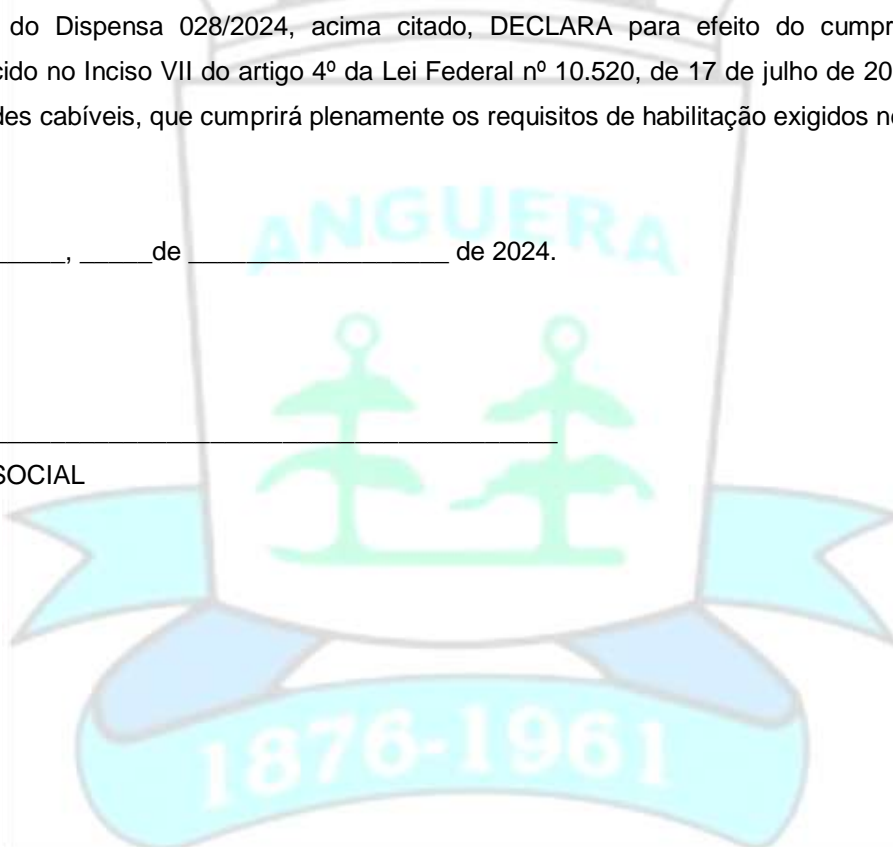 do Dispensa 028/2024, acima citado, DECLARA para efeito do cumpr
cido no Inciso VII do artigo 4º da Lei Federal nº 10.520, de 17 de julho de 20
des cabíveis, que cumprirá plenamente os requisitos de habilitação exigidos n
ANGUERA
_____, _____de __________________ de 2024.
_______________________________________
SOCIAL
1876-1961